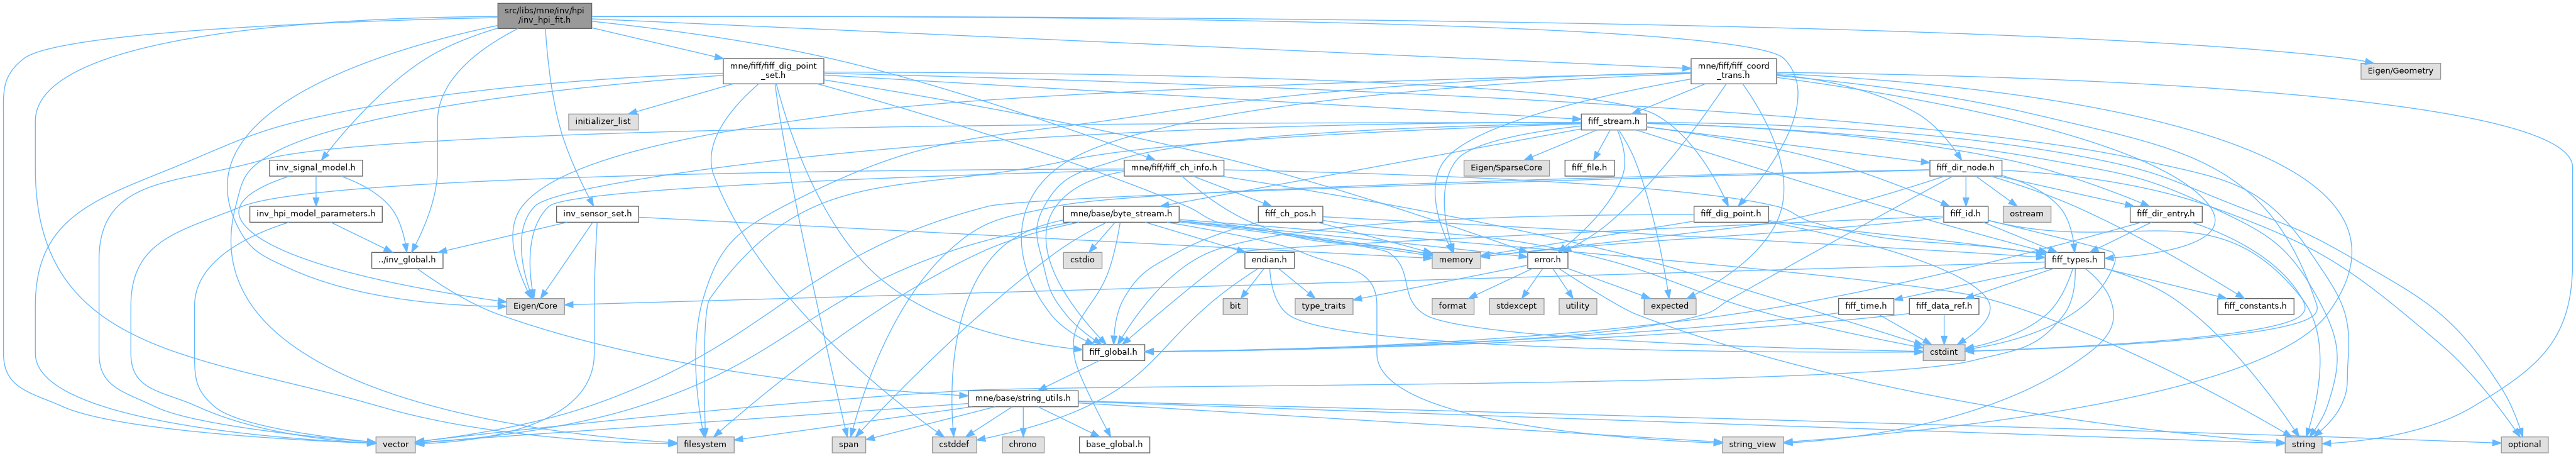 src/libs/mne/inv/hpi
/inv_hpi_fit.h
mne/fiff/fiff_dig_point
_set.h
mne/fiff/fiff_coord
_trans.h
Eigen/Geometry
initializer_list
fiff_stream.h
inv_signal_model.h
mne/fiff/fiff_ch_info.h
Eigen/SparseCore
fiff_file.h
fiff_dir_node.h
inv_hpi_model_parameters.h
inv_sensor_set.h
mne/base/byte_stream.h
fiff_ch_pos.h
fiff_dig_point.h
fiff_id.h
ostream
fiff_dir_entry.h
../inv_global.h
cstdio
endian.h
memory
error.h
fiff_types.h
Eigen/Core
bit
type_traits
format
stdexcept
utility
expected
fiff_time.h
fiff_data_ref.h
fiff_constants.h
fiff_global.h
cstdint
mne/base/string_utils.h
vector
filesystem
span
cstddef
chrono
base_global.h
string_view
string
optional